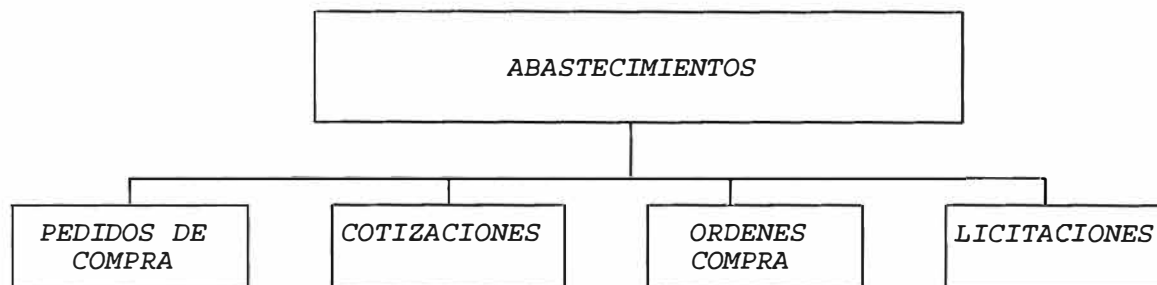 ABASTECIMIENTOS
PEDIDOS DE
COMPRA
COTIZACIONES
ORDENES
COMPRA
LICITACIONES